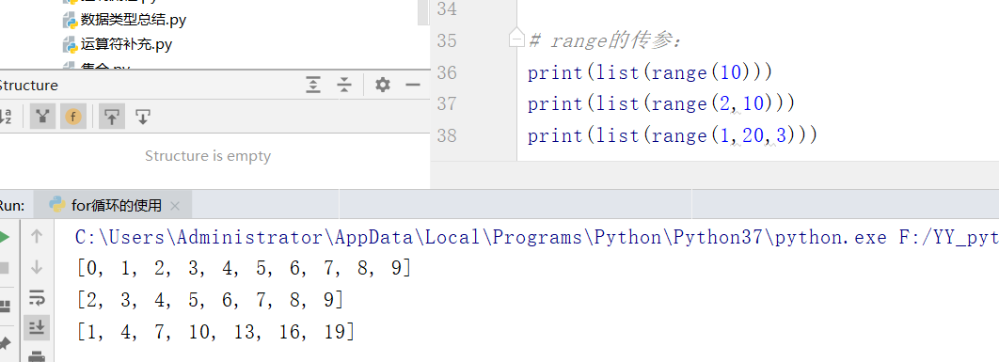 数据类型总结.py
运算符补充.py
Structure
Structure is empty
34
35 # range的传参:
36 print(list(range(10)))
37 print(list(range(2,10)))
38 print(list(range(1,20,3)))
Run: for循环的使用
C:\Users\Administrator\AppData\Local\Programs\Python\Python37\python.exe F:/YY_pyt
[0, 1, 2, 3, 4, 5, 6, 7, 8, 9]
[2, 3, 4, 5, 6, 7, 8, 9]
[1, 4, 7, 10, 13, 16, 19]